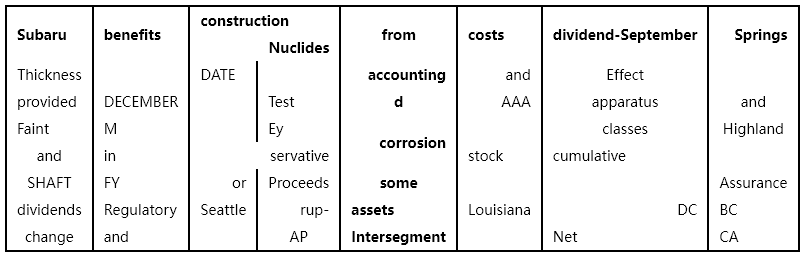 Subaru benefits construction Nuclides from costs dividend-September Springs
Thickness DATE accounting and Effect
provided DECEMBER Test d AAA apparatus and
Faint M Ey classes Highland
and in servative corrosion stock cumulative
SHAFT FY or Proceeds some Assurance
dividends Regulatory Seattle rup- assets Louisiana DC BC
change and AP Intersegment Net CA